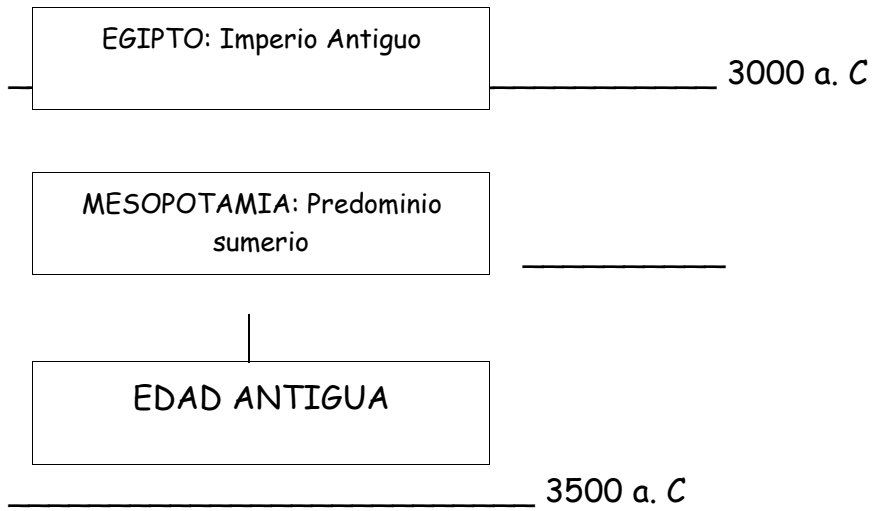 EGIPTO: Imperio Antiguo
3000 a. C
MESOPOTAMIA: Predominio
sumerio
EDAD ANTIGUA
3500 a. C